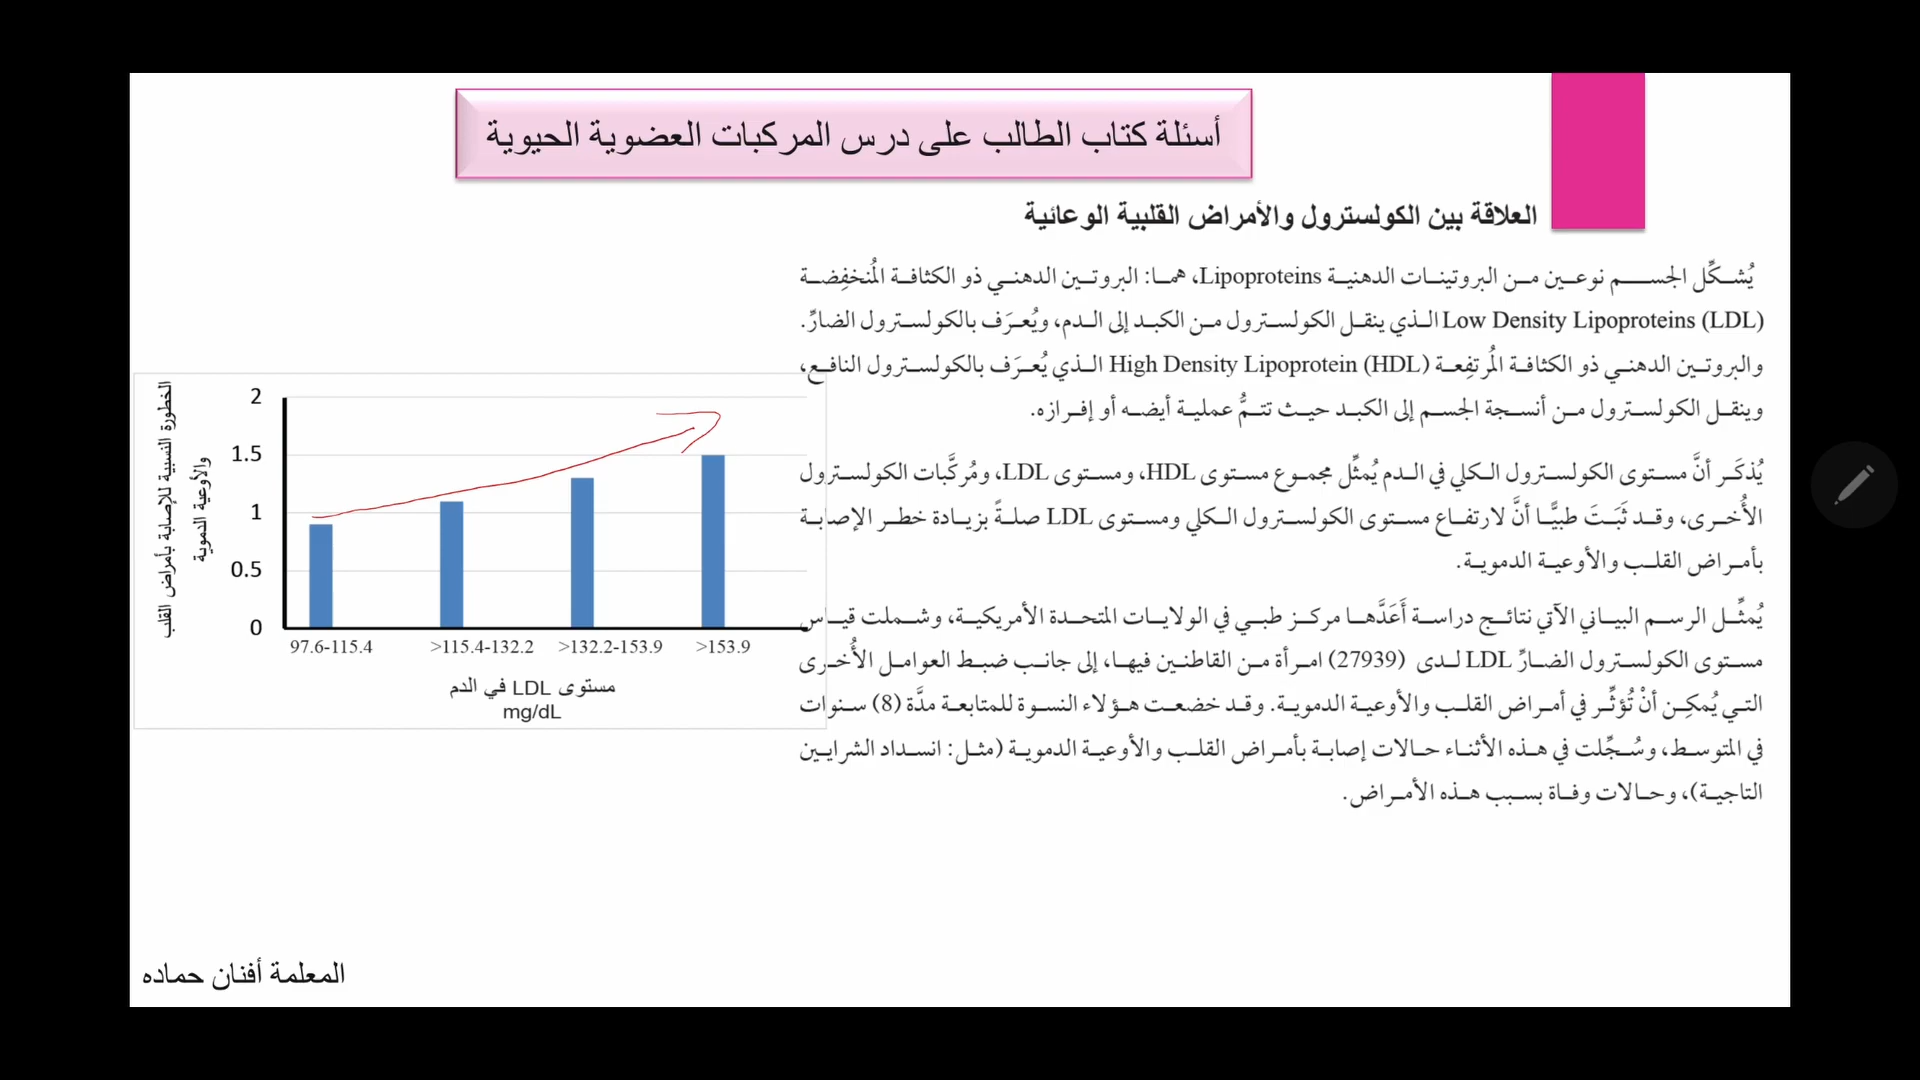 أسئلة كتاب الطالب على درس المركبات العضوية الحيوية
العلاقة بين الكولسترول والأمراض القلبية الوعائية
يُشكِّل الجسم نوعين من البروتينات الدهنية Lipoproteins، هما: البروتين الدهني ذو الكثافة المُنخفِضة
Low Density Lipoproteins (LDL) الذي ينقل الكولسترول من الكبد إلى الدم، ويُعرَف بالكولسترول الضارِّ.
والبروتين الدهني ذو الكثافة المُرتفِعة High Density Lipoprotein (HDL) الذي يُعرَف بالكولسترول النافع،
وينقل الكولسترول من أنسجة الجسم إلى الكبد حيث تتمُّ عملية أيضه أو إفرازه.
يُذكَر أنَّ مستوى الكولسترول الكلي في الدم يُمثِّل مجموع مستوى HDL، ومستوى LDL، ومُركَّبات الكولسترول
الأُخرى، وقد ثَبَتَ طبيًّا أنَّ لارتفاع مستوى الكولسترول الكلي ومستوى LDL صلةً بزيادة خطر الإصابة
بأمراض القلب والأوعية الدموية.
يُمثِّل الرسم البياني الآتي نتائج دراسة أَعَدَّها مركز طبي في الولايات المتحدة الأمريكية، وشملت قياس
مستوى الكولسترول الضارِّ LDL لدى (27939) امرأة من القاطنين فيها، إلى جانب ضبط العوامل الأُخرى
التي يُمكِن أنْ تُؤثِّر في أمراض القلب والأوعية الدموية. وقد خضعت هؤلاء النسوة للمتابعة مدَّة (8) سنوات
في المتوسط، وسُجِّلت في هذه الأثناء حالات إصابة بأمراض القلب والأوعية الدموية (مثل: انسداد الشرايين
التاجية)، وحالات وفاة بسبب هذه الأمراض.
الخطورة النسبية للإصابة بأمراض القلب
والأوعية الدموية
2
1.5
1
0.5
0
97.6-115.4 >115.4-132.2 >132.2-153.9 >153.9
مستوى LDL في الدم
mg/dL
المعلمة أفنان حماده